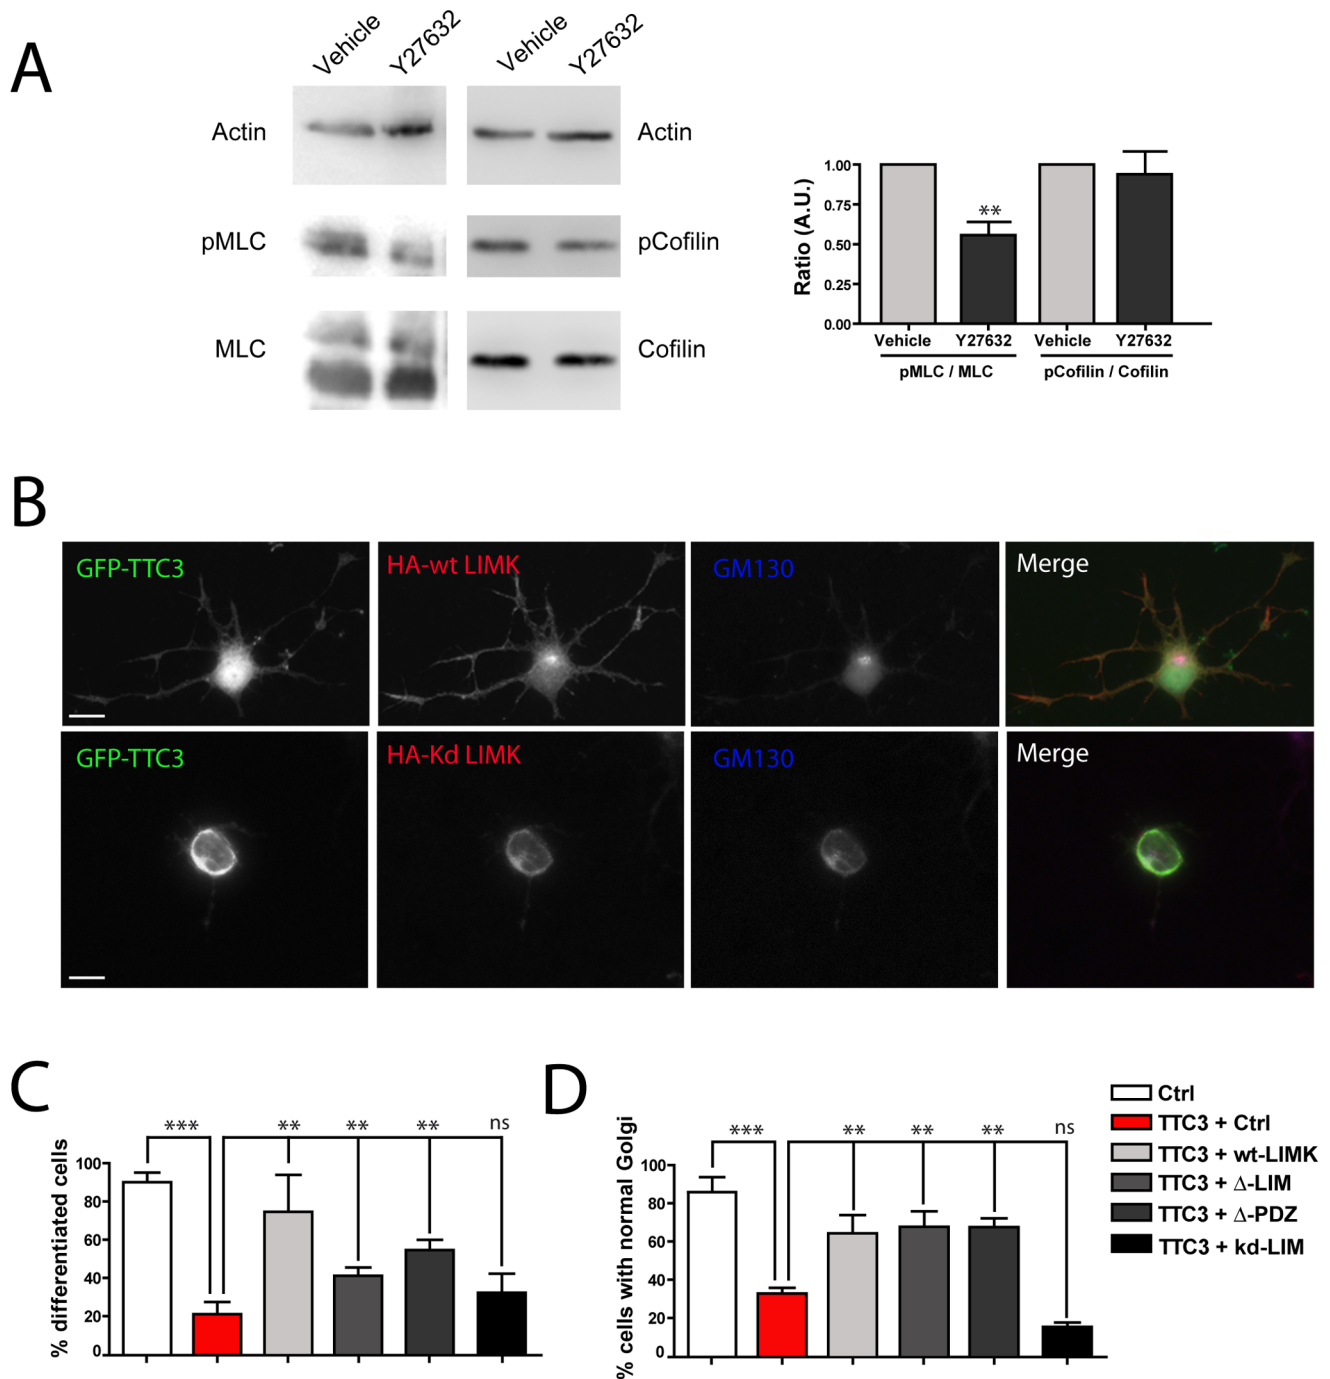 A
Vehicle
Y27632
Vehicle
Y27632
Actin
Actin
pMLC
pCofilin
MLC
Cofilin
Ratio (A.U.)
1.00
0.75
0.50
0.25
0.00
**
Vehicle
Y27632
Vehicle
Y27632
pMLC / MLC
pCofilin / Cofilin
B
GFP-TTC3
HA-wt LIMK
GM130
Merge
GFP-TTC3
HA-Kd LIMK
GM130
Merge
C
% differentiated cells
100
80
60
40
20
0
***
**
**
**
ns
D
% cells with normal Golgi
100
80
60
40
20
0
***
**
**
**
ns
Ctrl
TTC3 + Ctrl
TTC3 + wt-LIMK
TTC3 + Δ-LIM
TTC3 + Δ-PDZ
TTC3 + kd-LIM